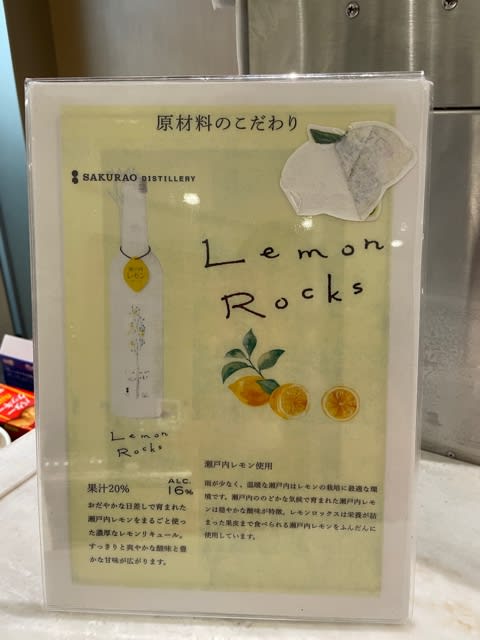 原材料のこだわり
SAKURAO DISTILLERY
瀬戸内
レモン
Lemon
Rocks
Lemon
Rocks
果汁20%
ALC.
16%
おだやかな日差しで育まれた
瀬戸内レモンをまるごと使っ
た濃厚なレモンリキュール。
すっきりと爽やかな酸味と豊
かな甘味が広がります。
瀬戸内レモン使用
雨が少なく、温暖な瀬戸内はレモンの栽培に最適な環
境です。瀬戸内ののどかな気候で育まれた瀬戸内レモ
ンは穏やかな酸味が特徴。レモンロックスは栄養が詰
まった果皮まで食べられる瀬戸内レモンをふんだんに
使用しています。